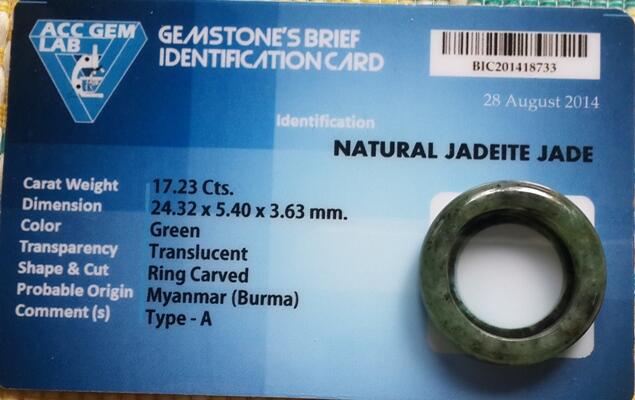 ACC GEM
LAB
GEMSTONE'S BRIEF
IDENTIFICATION CARD
BIC201418733
28 August 2014
Identification
NATURAL JADEITE JADE
Carat Weight 17.23 Cts.
Dimension 24.32 x 5.40 x 3.63 mm.
Color Green
Transparency Translucent
Shape & Cut Ring Carved
Probable Origin Myanmar (Burma)
Comment (s) Type - A